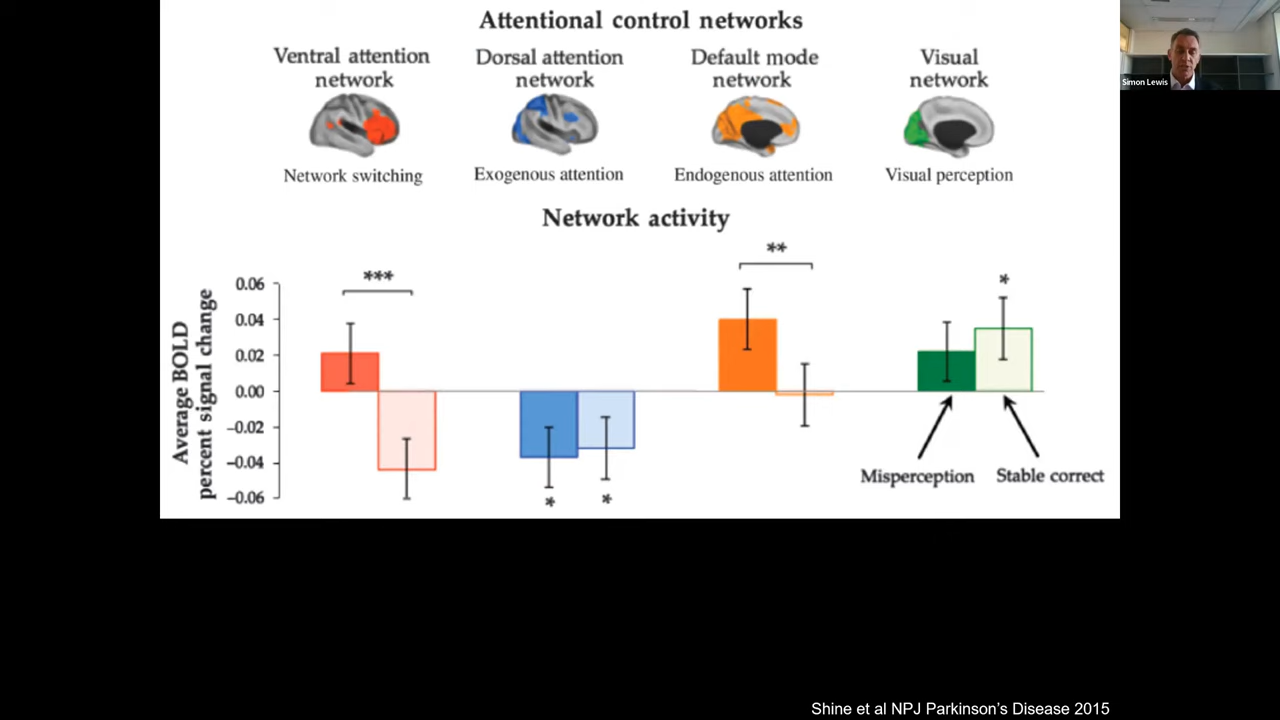 Attentional control networks
Ventral attention network
Dorsal attention network
Default mode network
Visual network
Network switching
Exogenous attention
Endogenous attention
Visual perception
Network activity
Average BOLD
percent signal change
0.06
0.04
0.02
0.00
−0.02
−0.04
−0.06
***
*
*
**
*
Misperception
Stable correct
Simon Lewis
Shine et al NPJ Parkinson's Disease 2015